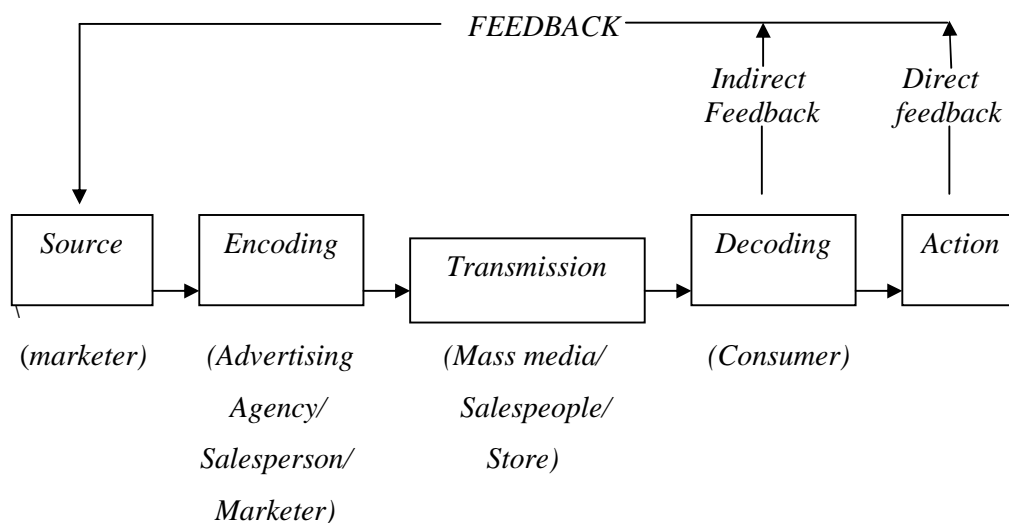 FEEDBACK
Indirect Feedback
Direct feedback
Source
Encoding
Transmission
Decoding
Action
(marketer)
(Advertising
Agency/
Salesperson/
Marketer)
(Mass media/
Salespeople/
Store)
(Consumer)